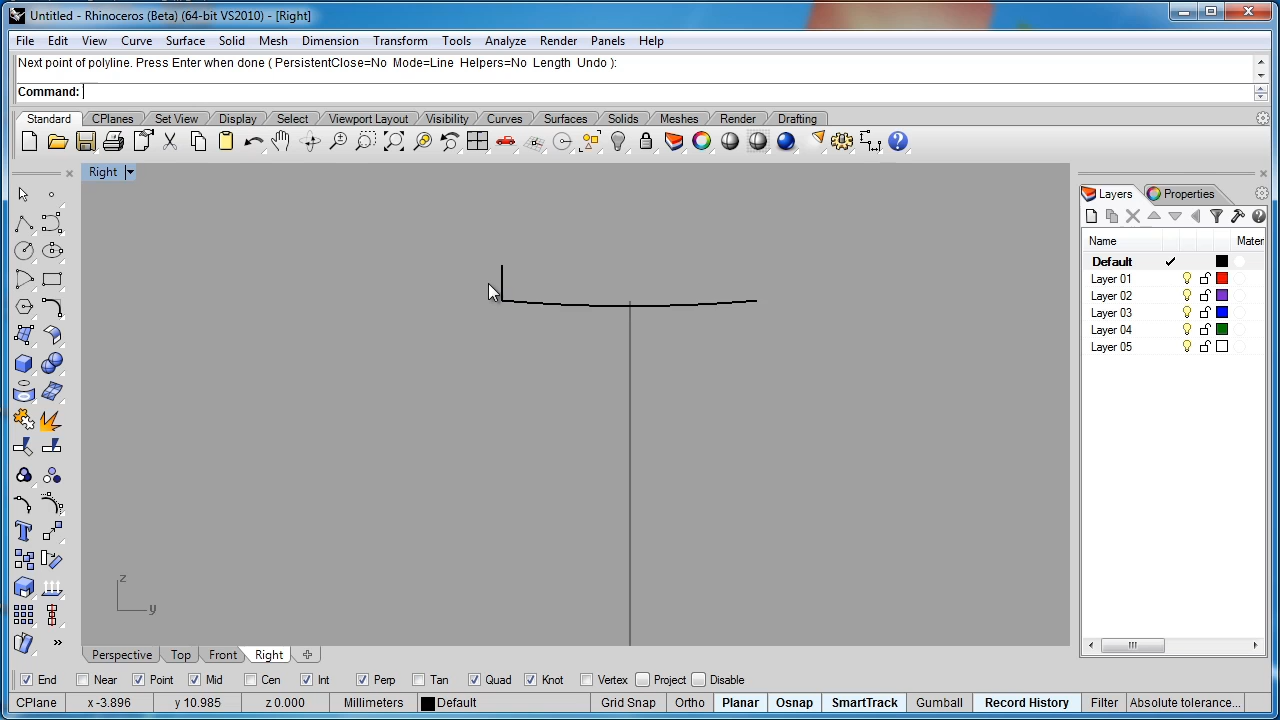 Untitled - Rhinoceros (Beta) (64-bit VS2010) - [Right]
File Edit View Curve Surface Solid Mesh Dimension Transform Tools Analyze Render Panels Help
Next point of polyline. Press Enter when done ( PersistentClose=No Mode=Line Helpers=No Length Undo ):
Command:
Standard CPlanes Set View Display Select Viewport Layout Visibility Curves Surfaces Solids Meshes Render Drafting
Right
Layers Properties
Name Mater
Default
Layer 01
Layer 02
Layer 03
Layer 04
Layer 05
z
y
Perspective Top Front Right
End Near Point Mid Cen Int Perp Tan Quad Knot Vertex Project Disable
CPlane x -3.896 y 10.985 z 0.000 Millimeters Default Grid Snap Ortho Planar Osnap SmartTrack Gumball Record History Filter Absolute tolerance...